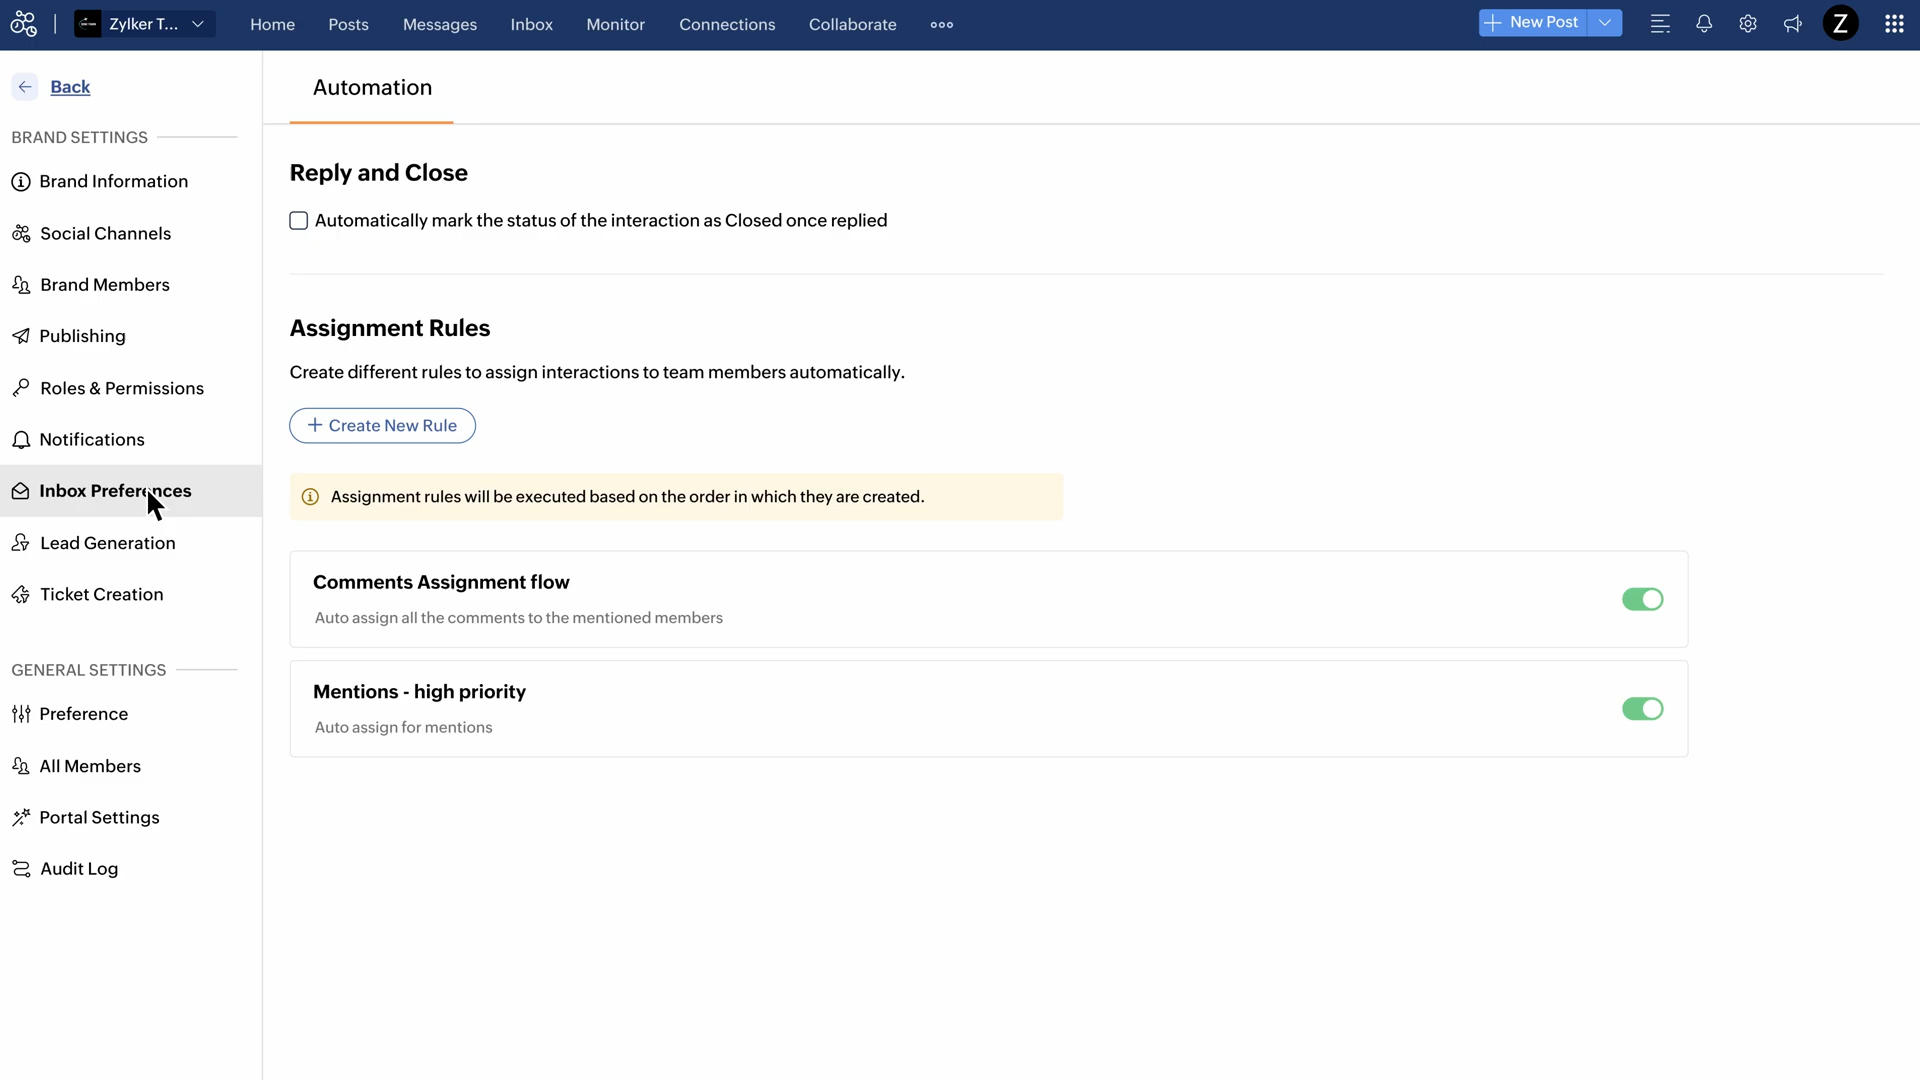 Zylker T...
Home
Posts
Messages
Inbox
Monitor
Connections
Collaborate
New Post
Z
Back
BRAND SETTINGS
Brand Information
Social Channels
Brand Members
Publishing
Roles & Permissions
Notifications
Inbox Preferences
Lead Generation
Ticket Creation
GENERAL SETTINGS
Preference
All Members
Portal Settings
Audit Log
Automation
Reply and Close
Automatically mark the status of the interaction as Closed once replied
Assignment Rules
Create different rules to assign interactions to team members automatically.
+ Create New Rule
Assignment rules will be executed based on the order in which they are created.
Comments Assignment flow
Auto assign all the comments to the mentioned members
Mentions - high priority
Auto assign for mentions